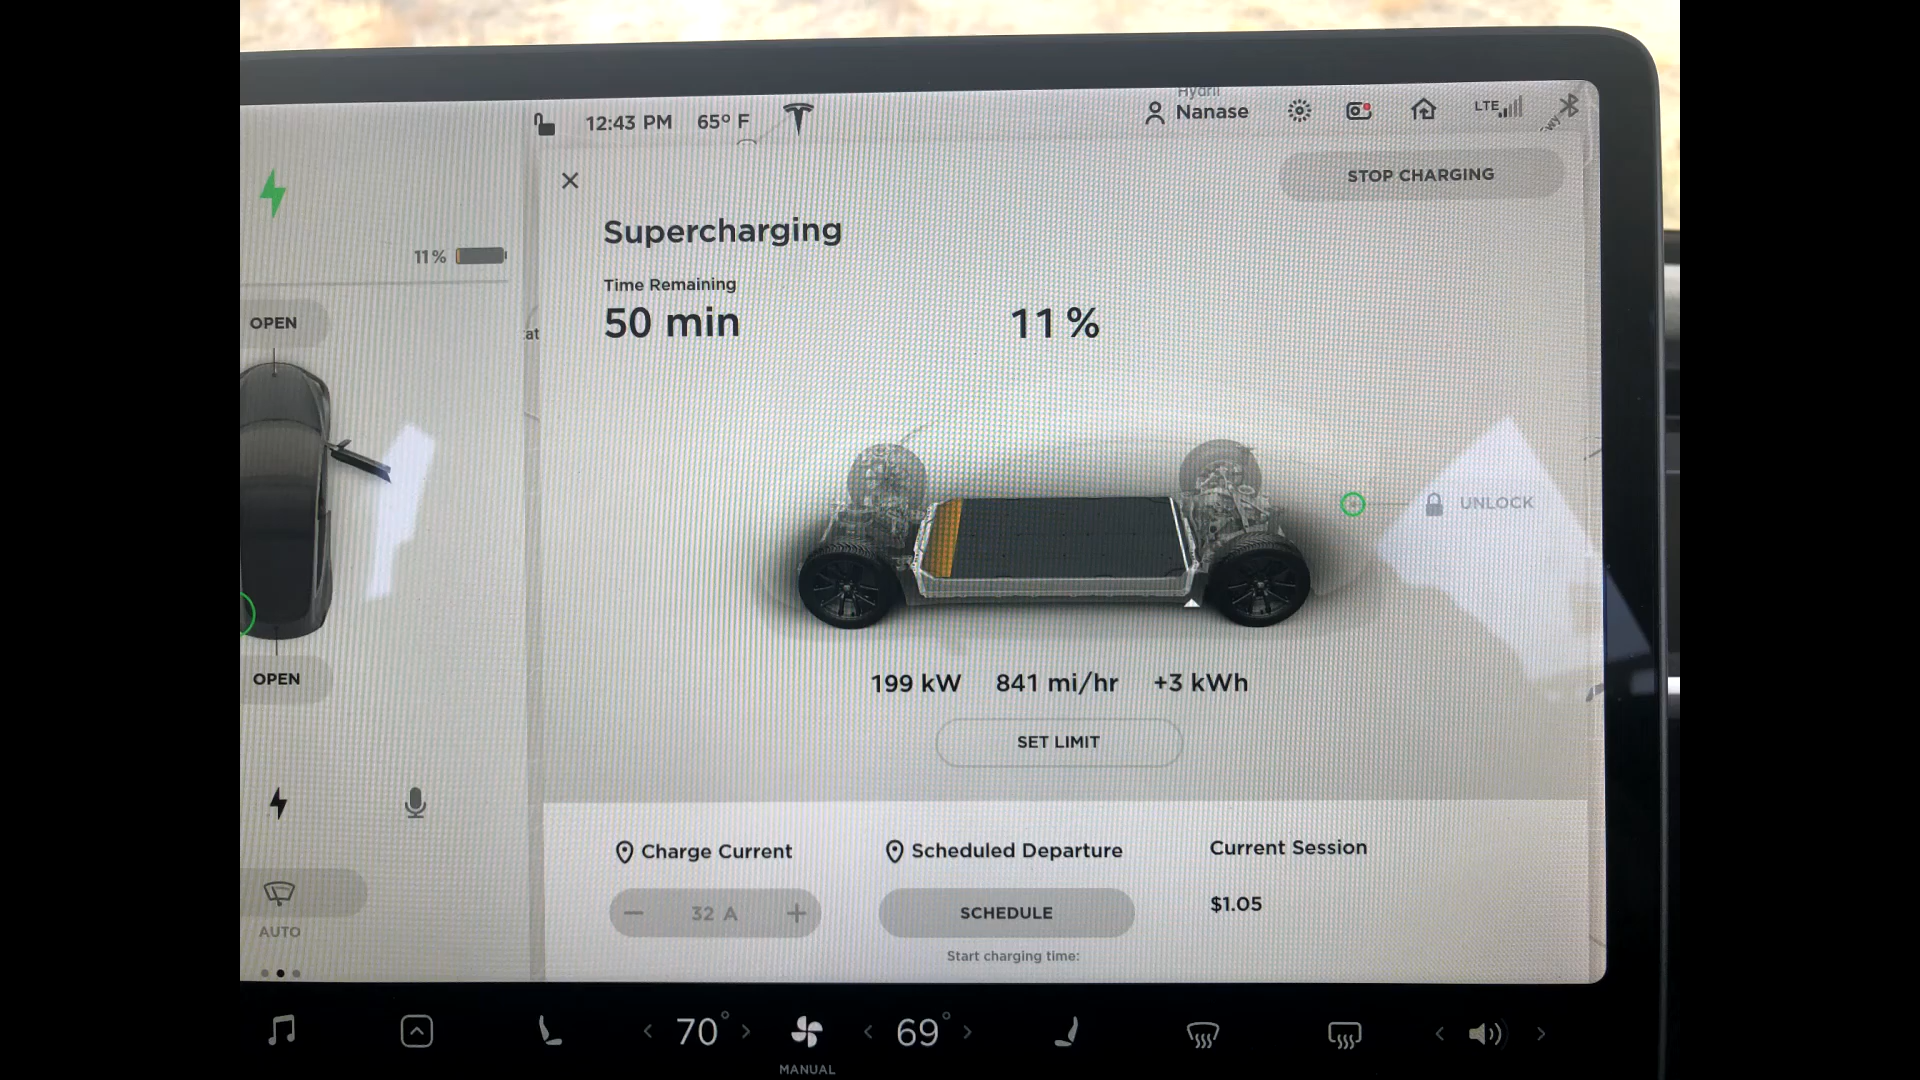 12:43 PM 65° F
Hydril
Nanase
LTE
STOP CHARGING
Supercharging
11%
Time Remaining
50 min
11%
OPEN
at
UNLOCK
OPEN
199 kW 841 mi/hr +3 kWh
SET LIMIT
Charge Current
32 A
Scheduled Departure
SCHEDULE
Start charging time:
Current Session
$1.05
AUTO
70° 69°
MANUAL